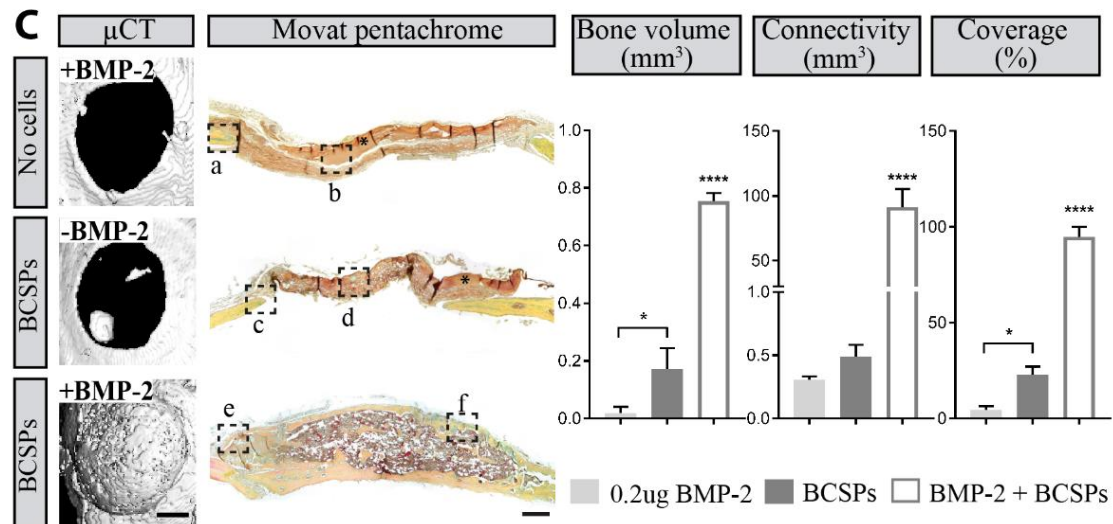 C
µCT
Movat pentachrome
Bone volume
(mm³)
Connectivity
(mm³)
Coverage
(%)
No cells
+BMP-2
a
b
*
BCSPs
-BMP-2
c
d
*
BCSPs
+BMP-2
e
f
1.0
0.8
0.6
0.4
0.2
0.0
*
****
150
100
50
1.0
0.5
0.0
****
150
100
50
0
*
****
0.2ug BMP-2
BCSPs
BMP-2 + BCSPs